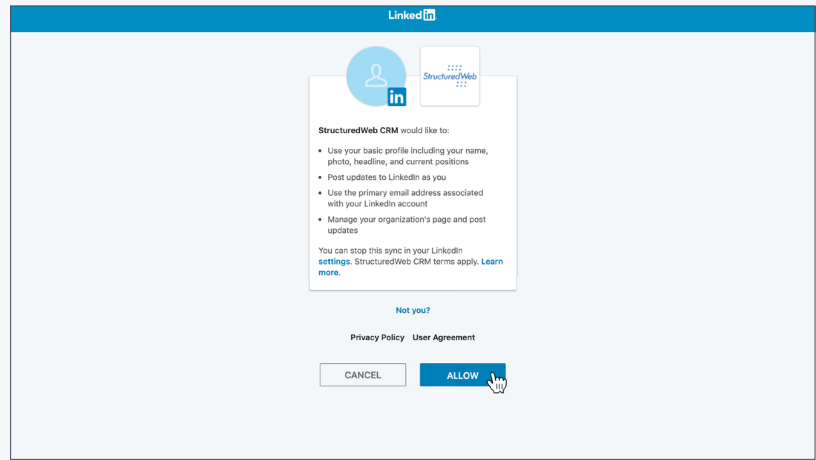 Linked in
StructuredWeb
in
StructuredWeb CRM would like to:
• Use your basic profile including your name,
photo, headline, and current positions
• Post updates to LinkedIn as you
• Use the primary email address associated
with your LinkedIn account
• Manage your organization's page and post
updates
You can stop this sync in your LinkedIn
settings. StructuredWeb CRM terms apply. Learn
more.
Not you?
Privacy Policy User Agreement
CANCEL ALLOW